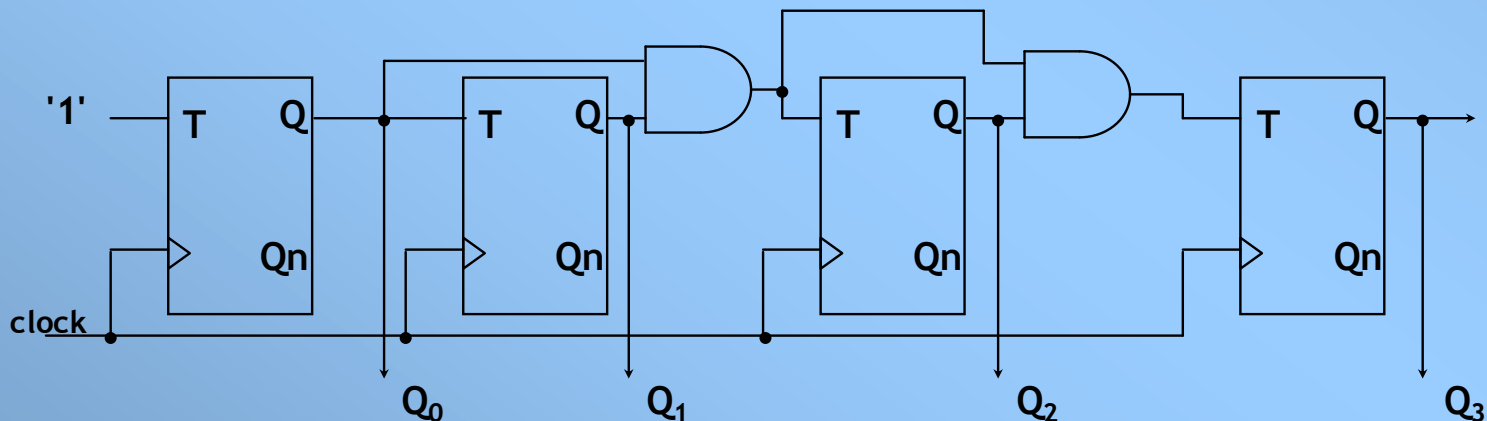 '1' T Q T Q T Q T Q
Qn Qn Qn Qn
clock
Q₀ Q₁ Q₂ Q₃